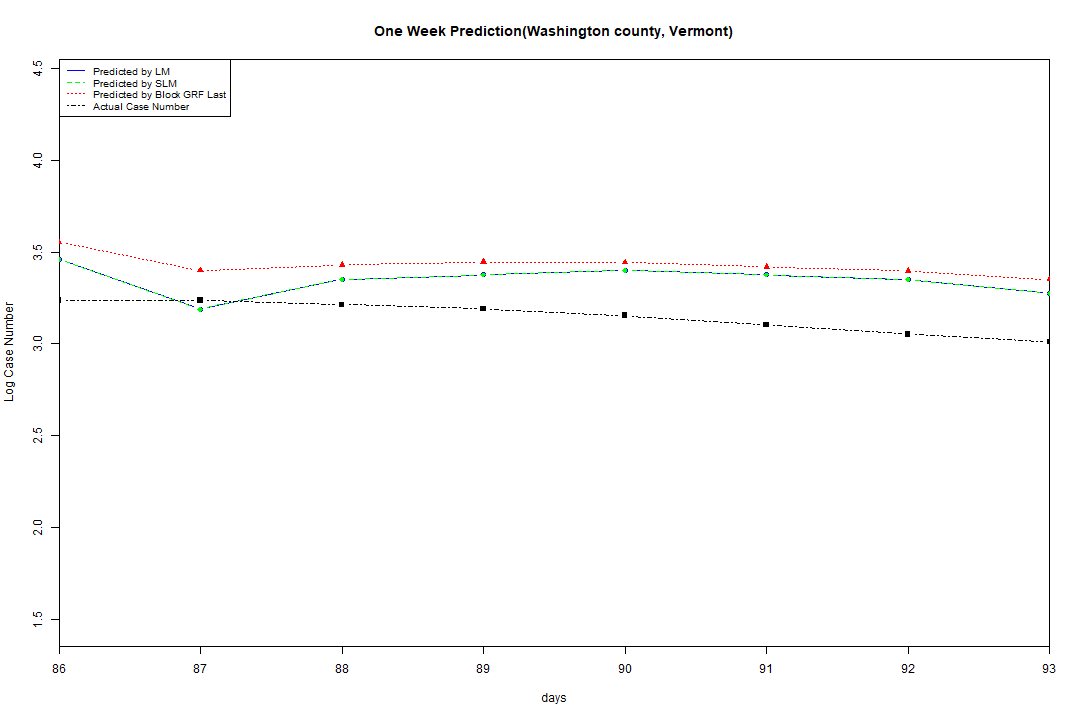 One Week Prediction(Washington county, Vermont)
Predicted by LM
Predicted by SLM
Predicted by Block GRF Last
Actual Case Number
4.5
4.0
3.5
3.0
2.5
2.0
1.5
Log Case Number
86 87 88 89 90 91 92 93
days